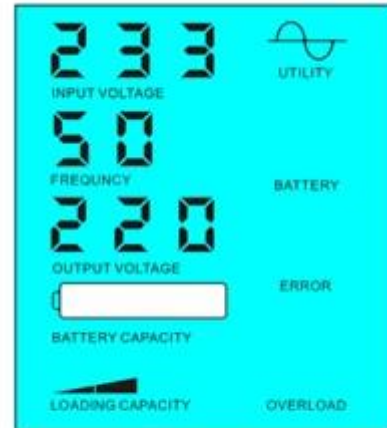 233
UTILITY
INPUT VOLTAGE
50
FREQUNCY
BATTERY
220
OUTPUT VOLTAGE
ERROR
BATTERY CAPACITY
LOADING CAPACITY
OVERLOAD